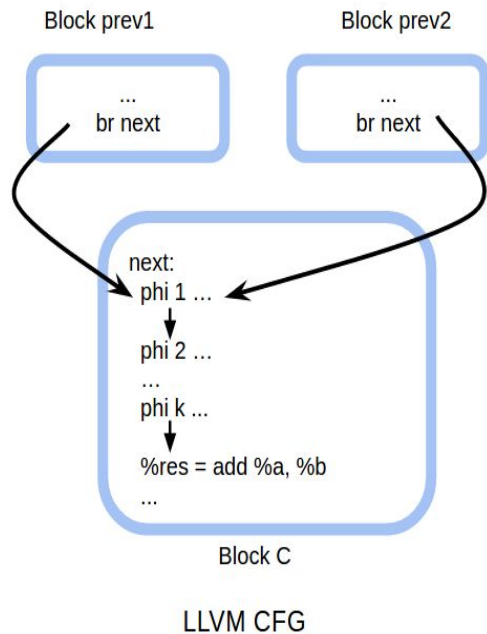 Block prev1
Block prev2
...
br next
...
br next
next:
phi 1 ...
phi 2 ...
...
phi k ...
%res = add %a, %b
...
Block C
LLVM CFG